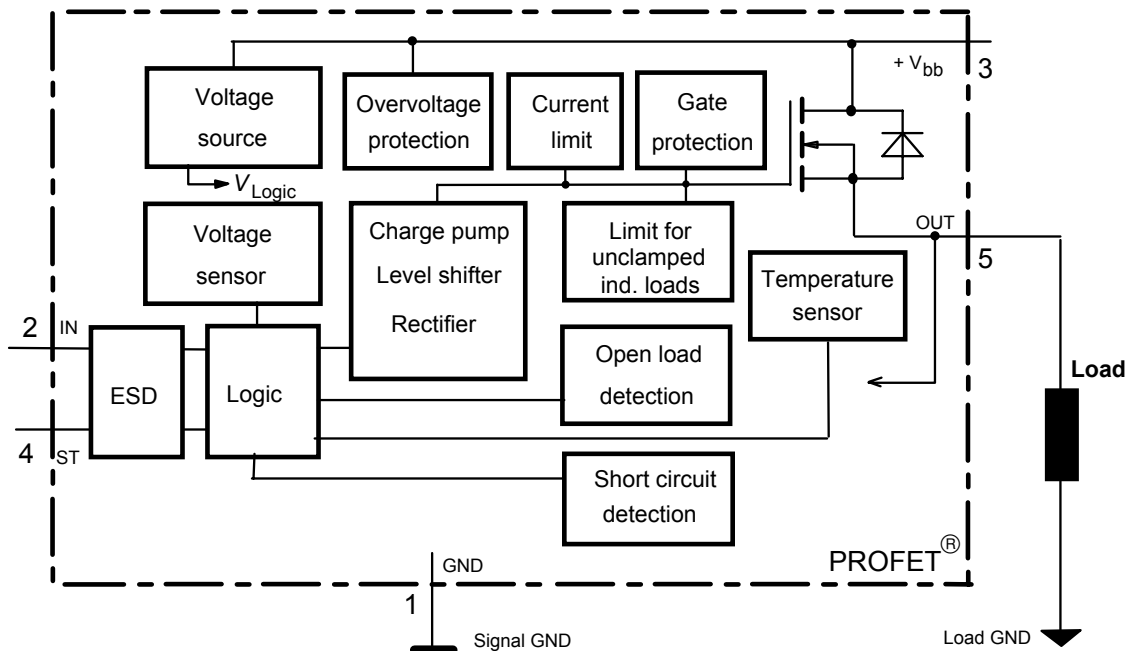 + Vbb
3
Voltage
source
Overvoltage
protection
Current
limit
Gate
protection
VLogic
Voltage
sensor
Charge pump
Level shifter
Rectifier
Limit for
unclamped
ind. loads
OUT
5
Temperature
sensor
2
IN
ESD
Logic
Open load
detection
Load
4
ST
Short circuit
detection
PROFET®
GND
1
Signal GND
Load GND